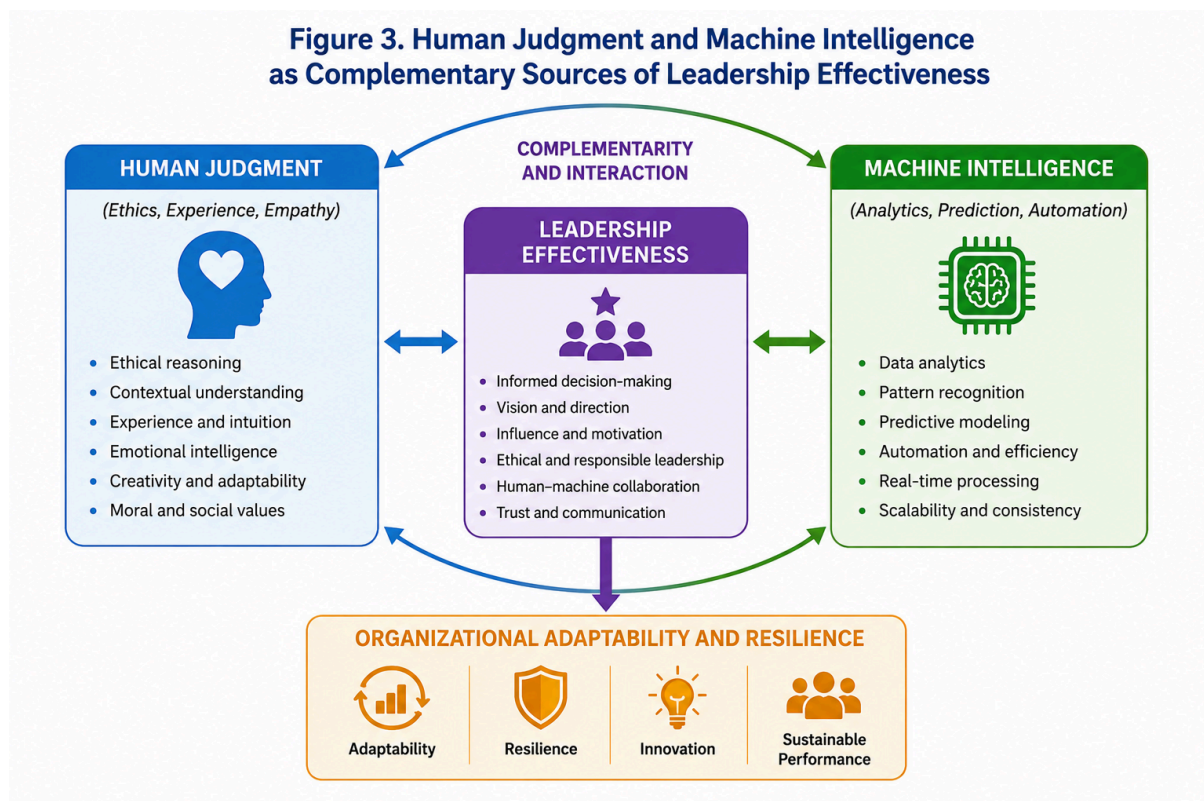 Figure 3. Human Judgment and Machine Intelligence
as Complementary Sources of Leadership Effectiveness
COMPLEMENTARITY
AND INTERACTION
HUMAN JUDGMENT
(Ethics, Experience, Empathy)
• Ethical reasoning
• Contextual understanding
• Experience and intuition
• Emotional intelligence
• Creativity and adaptability
• Moral and social values
LEADERSHIP
EFFECTIVENESS
• Informed decision-making
• Vision and direction
• Influence and motivation
• Ethical and responsible leadership
• Human–machine collaboration
• Trust and communication
MACHINE INTELLIGENCE
(Analytics, Prediction, Automation)
• Data analytics
• Pattern recognition
• Predictive modeling
• Automation and efficiency
• Real-time processing
• Scalability and consistency
ORGANIZATIONAL ADAPTABILITY AND RESILIENCE
Adaptability
Resilience
Innovation
Sustainable
Performance